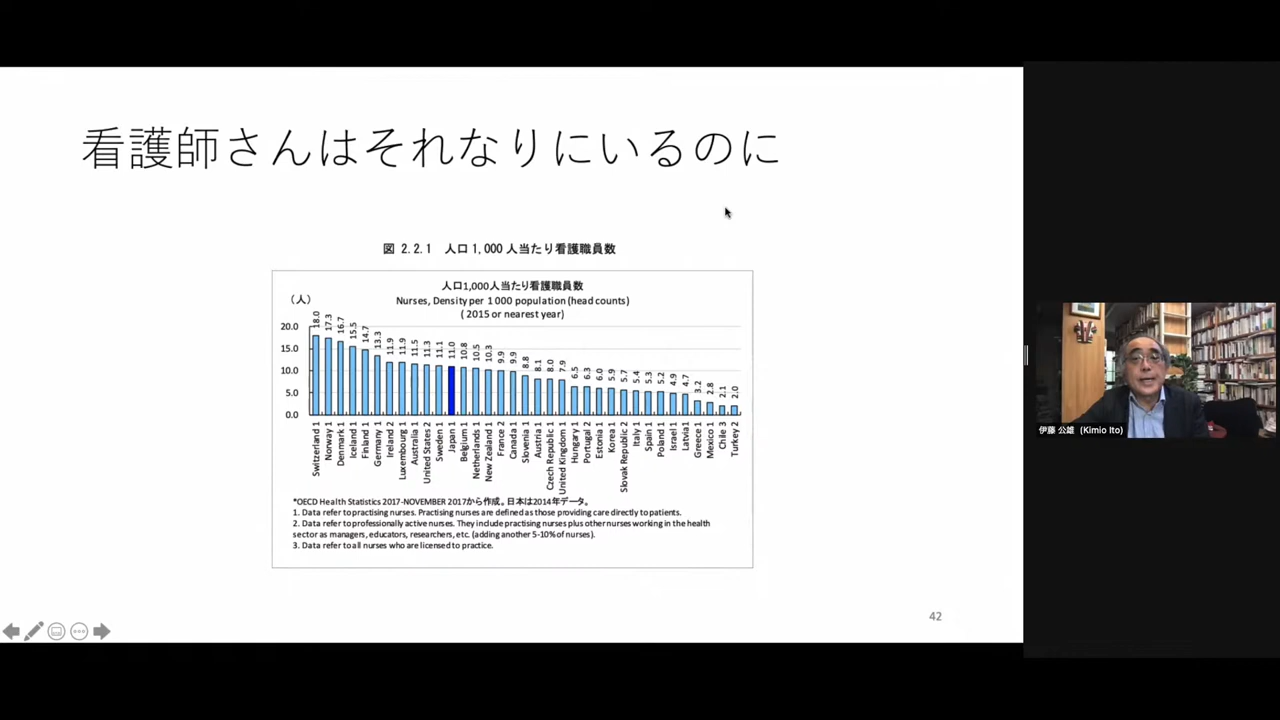 看護師さんはそれなりにいるのに
図 2.2.1 人口 1,000 人当たり看護職員数
人口1,000人当たり看護職員数
（人）
Nurses, Density per 1 000 population (head counts)
( 2015 or nearest year)
20.0
15.0
10.0
5.0
0.0
18.0 17.3 16.7 15.5 14.7 13.3 11.9 11.9 11.5 11.3 11.1 11.0 10.8 10.5 10.3 9.9 9.9 8.8 8.1 8.0 7.9 6.5 6.3 6.0 5.9 5.7 5.4 5.3 5.2 4.9 4.7 3.2 2.8 2.1 2.0
Switzerland 1
Norway 1
Denmark 1
Iceland 1
Finland 1
Germany 1
Ireland 2
Luxembourg 1
Australia 1
United States 2
Sweden 1
Japan 1
Belgium 1
Netherlands 1
New Zealand 1
France 2
Canada 1
Slovenia 1
Austria 1
Czech Republic 1
United Kingdom 1
Hungary 1
Portugal 2
Estonia 1
Korea 1
Slovak Republic 2
Italy 1
Spain 1
Poland 1
Israel 1
Latvia1
Greece 1
Mexico 1
Chile 3
Turkey 2
*OECD Health Statistics 2017-NOVEMBER 2017から作成。日本は2014年データ。
1. Data refer to practising nurses. Practising nurses are defined as those providing care directly to patients.
2. Data refer to professionally active nurses. They include practising nurses plus other nurses working in the health
sector as managers, educators, researchers, etc. (adding another 5-10% of nurses).
3. Data refer to all nurses who are licensed to practice.
42
伊藤 公雄 (Kimio Ito)